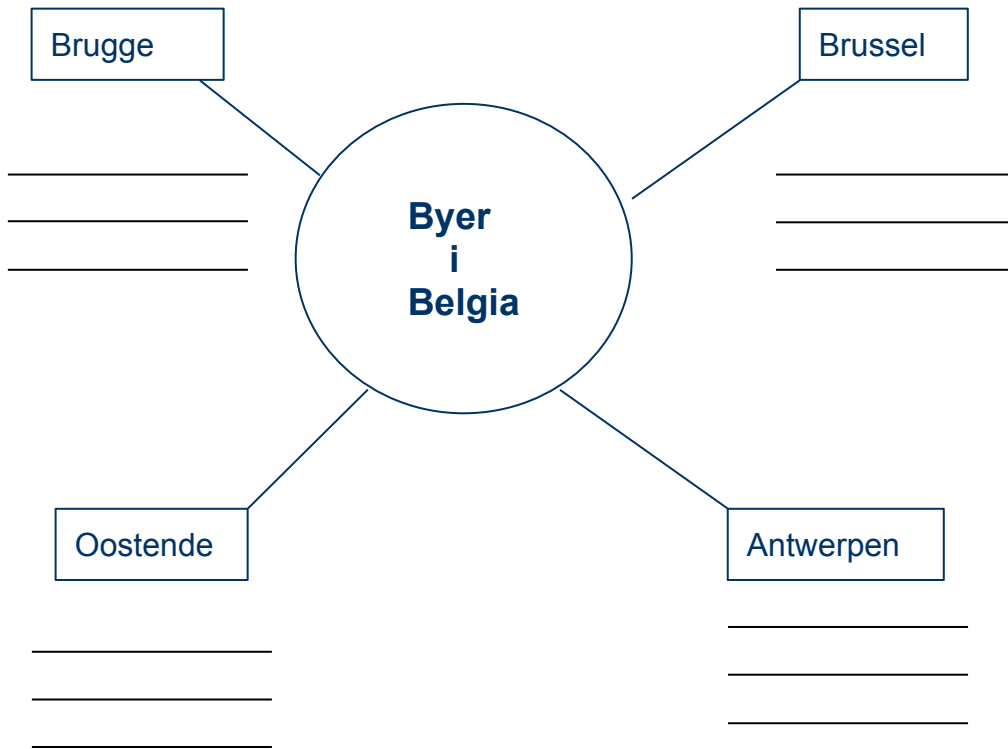 Brugge
Brussel
Byer
i
Belgia
Oostende
Antwerpen